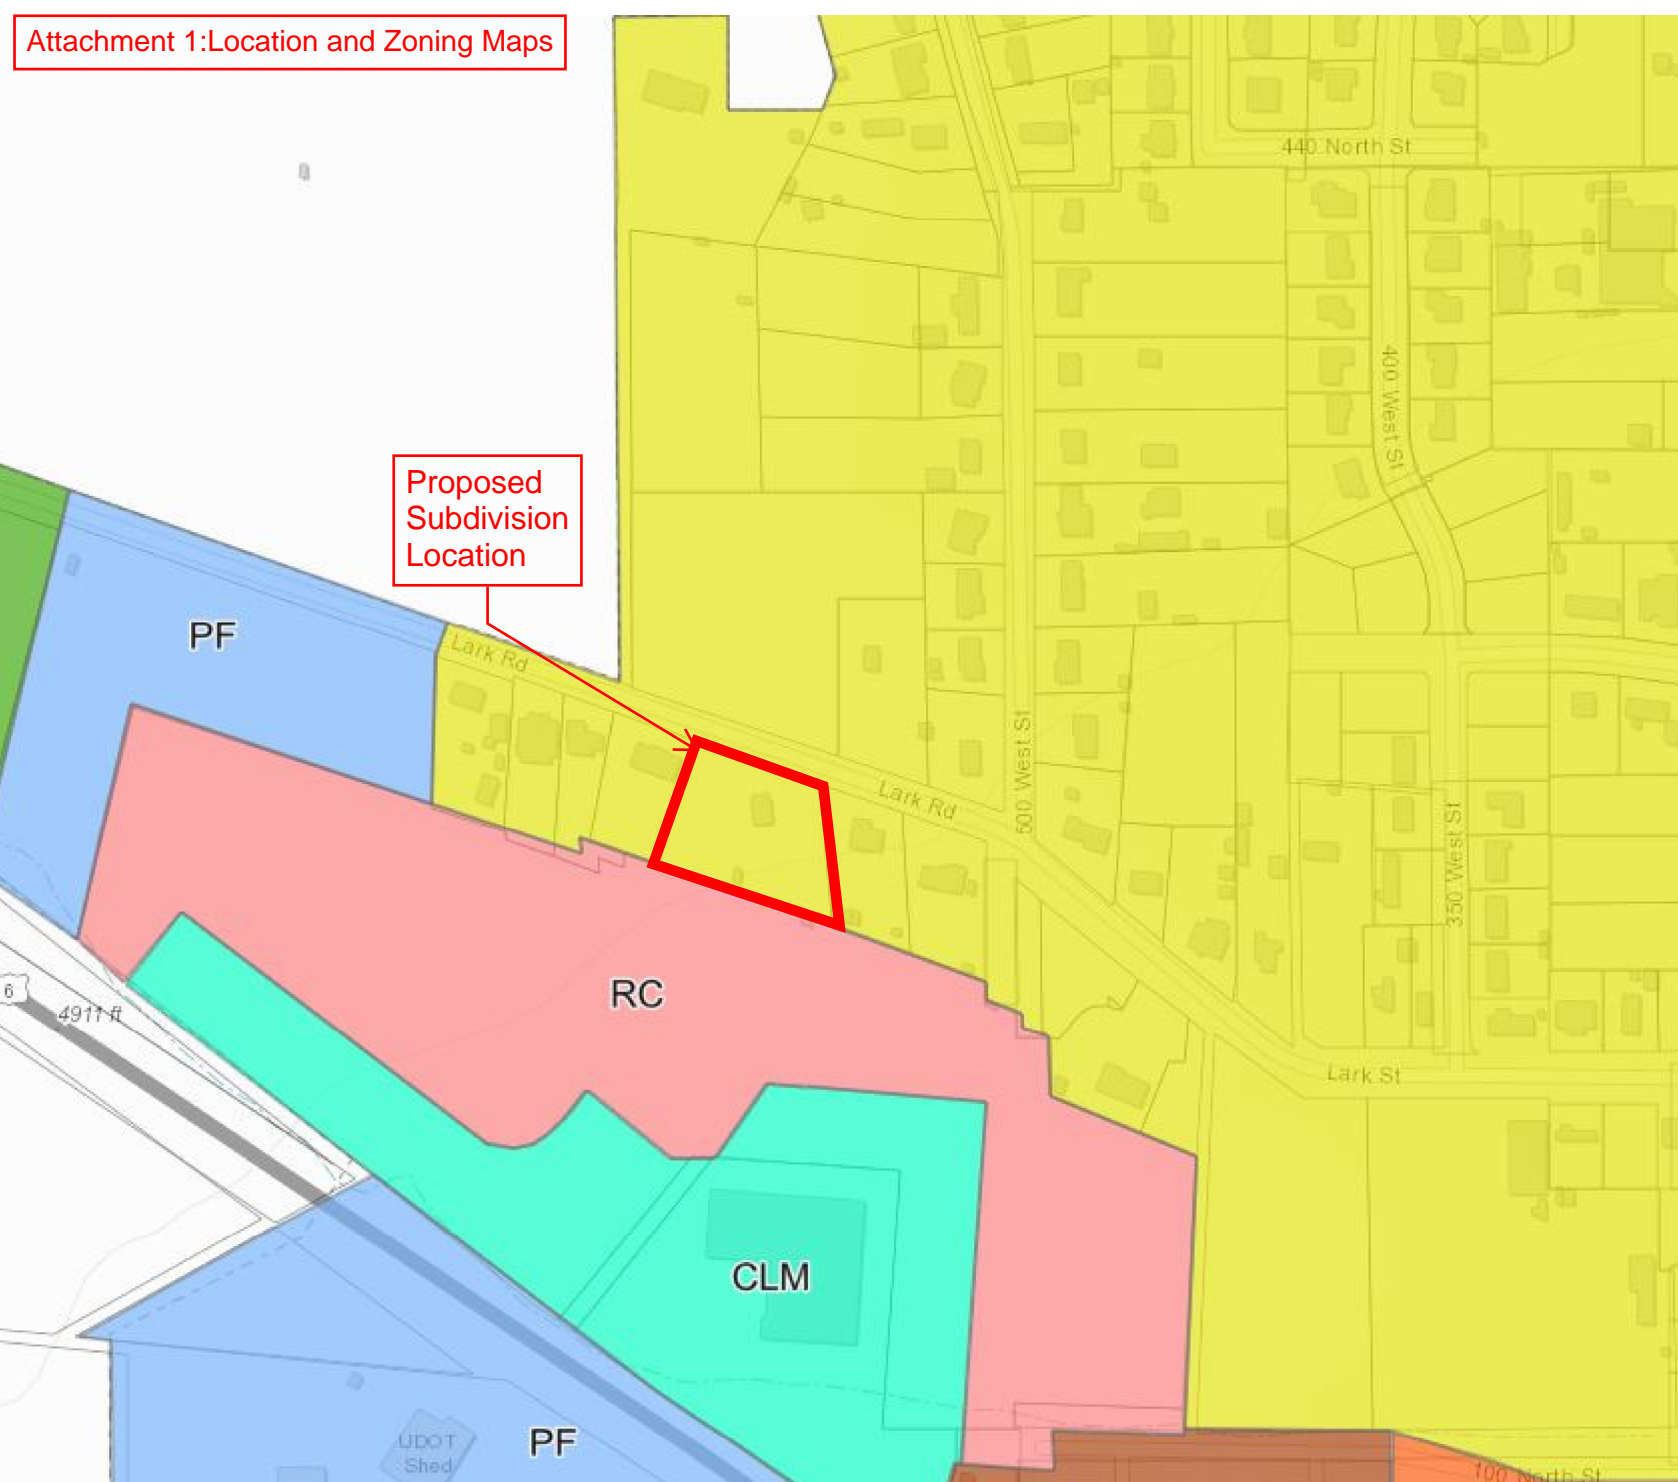 Attachment 1:Location and Zoning Maps
440 North St
400 West St
Proposed
Subdivision
Location
PF
Lark Rd
500 West St
Lark Rd
350 West St
RC
6
4911 ft
Lark St
CLM
UDOT
Shed
PF
100 North St